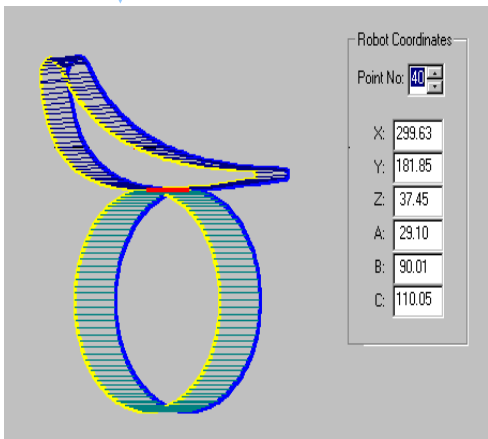 Robot Coordinates
Point No: 40
X: 299.63
Y: 181.85
Z: 37.45
A: 29.10
B: 90.01
C: 110.05